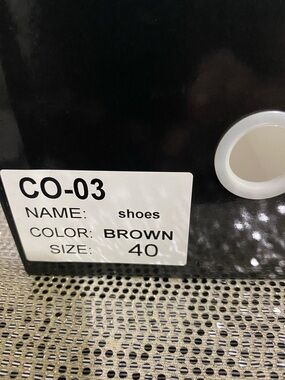 CO-03
NAME: shoes
COLOR: BROWN
SIZE: 40